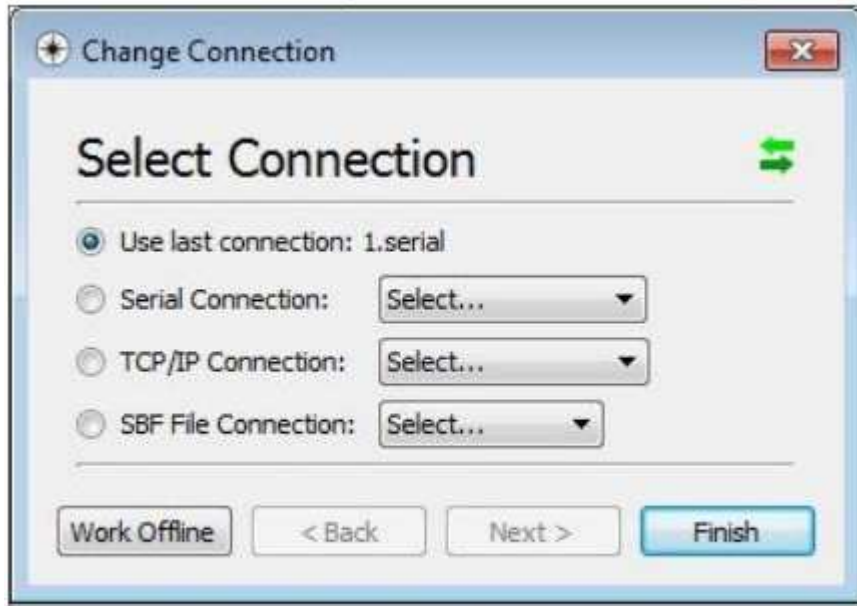 Change Connection
Select Connection
Use last connection: 1.serial
Serial Connection: Select...
TCP/IP Connection: Select...
SBF File Connection: Select...
Work Offline < Back Next > Finish